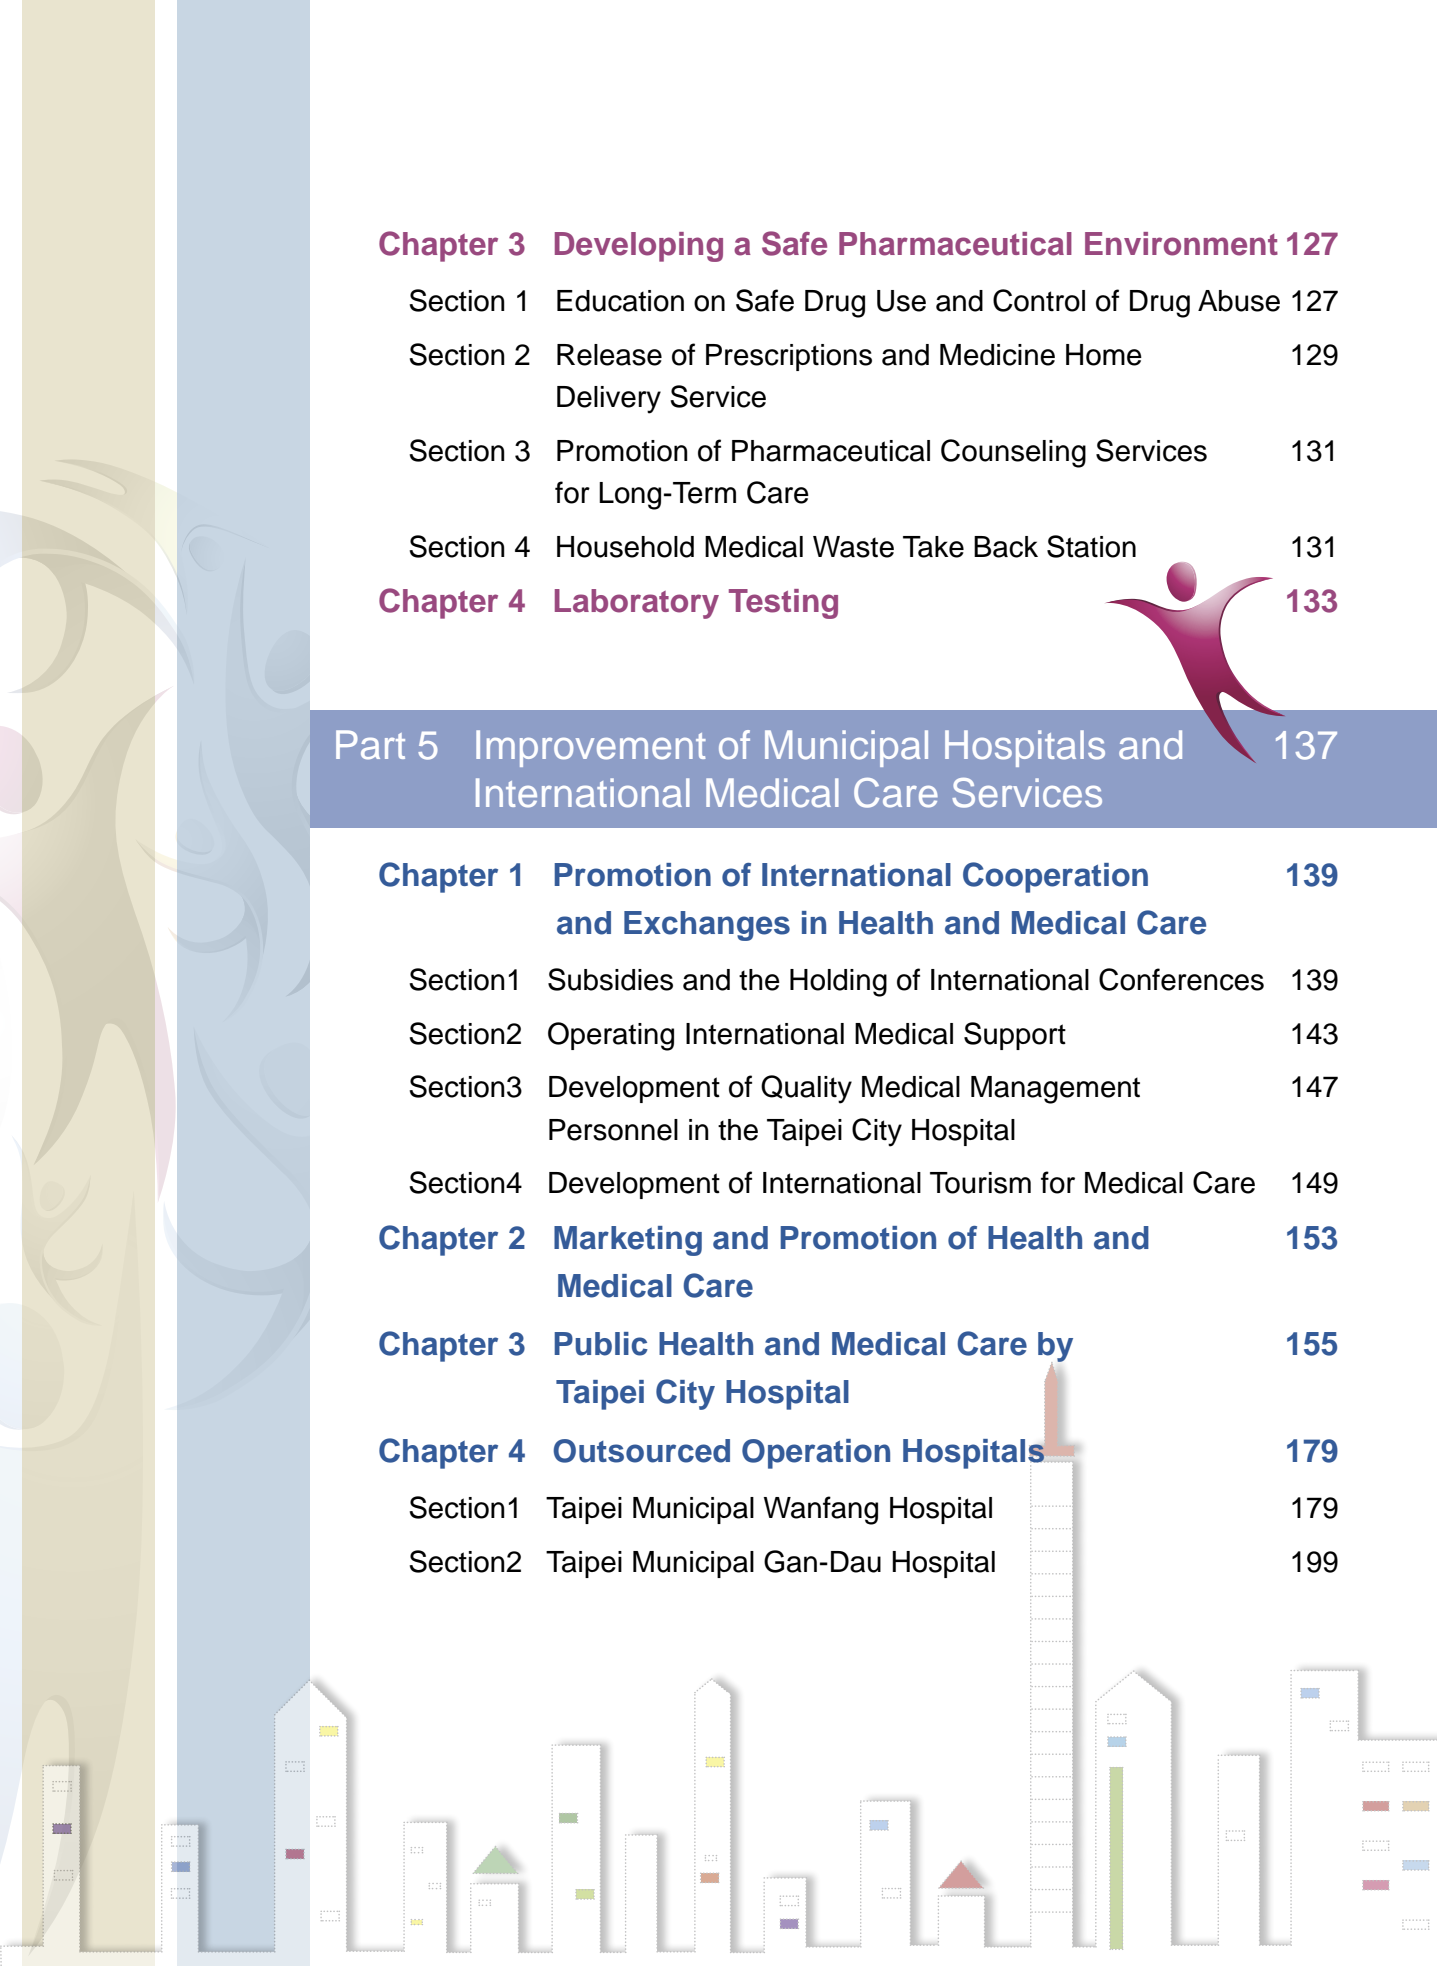 Chapter 3 Developing a Safe Pharmaceutical Environment 127
Section 1 Education on Safe Drug Use and Control of Drug Abuse 127
Section 2 Release of Prescriptions and Medicine Home 129
Delivery Service
Section 3 Promotion of Pharmaceutical Counseling Services 131
for Long-Term Care
Section 4 Household Medical Waste Take Back Station 131
Chapter 4 Laboratory Testing 133
Part 5 Improvement of Municipal Hospitals and 137
International Medical Care Services
Chapter 1 Promotion of International Cooperation 139
and Exchanges in Health and Medical Care
Section1 Subsidies and the Holding of International Conferences 139
Section2 Operating International Medical Support 143
Section3 Development of Quality Medical Management 147
Personnel in the Taipei City Hospital
Section4 Development of International Tourism for Medical Care 149
Chapter 2 Marketing and Promotion of Health and 153
Medical Care
Chapter 3 Public Health and Medical Care by 155
Taipei City Hospital
Chapter 4 Outsourced Operation Hospitals 179
Section1 Taipei Municipal Wanfang Hospital 179
Section2 Taipei Municipal Gan-Dau Hospital 199